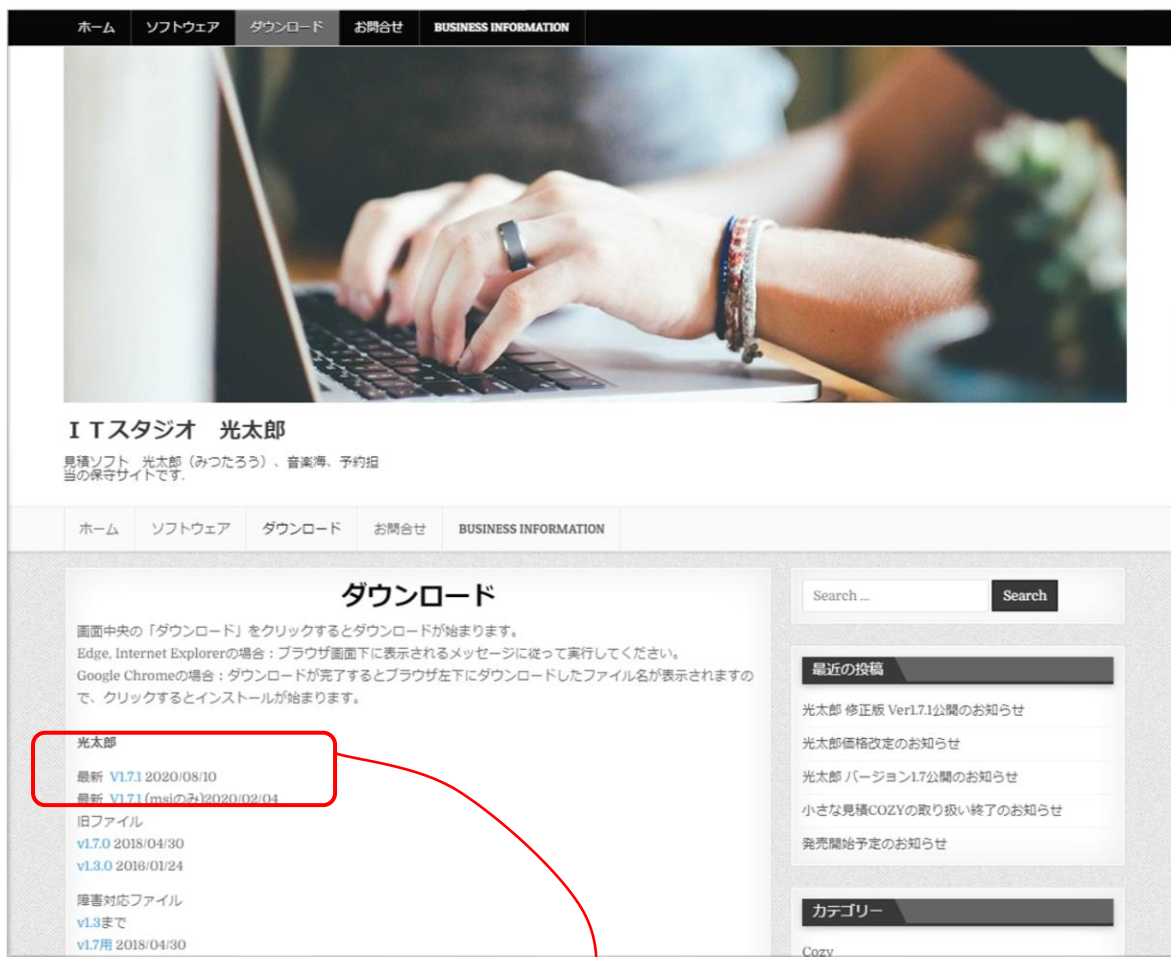 ホーム ソフトウェア ダウンロード お問合せ BUSINESS INFORMATION
ITスタジオ 光太郎
見積ソフト 光太郎(みつたろう)、音楽海、予約担
当の保守サイトです.
ホーム ソフトウェア ダウンロード お問合せ BUSINESS INFORMATION
ダウンロード
画面中央の「ダウンロード」をクリックするとダウンロードが始まります。
Edge, Internet Explorerの場合:ブラウザ画面下に表示されるメッセージに従って実行してください。
Google Chromeの場合:ダウンロードが完了するとブラウザ左下にダウンロードしたファイル名が表示されますの
で、クリックするとインストールが始まります。
光太郎
最新 V1.7.1 2020/08/10
最新 V1.7.1 (msiのみ)2020/02/04
旧ファイル
v1.7.0 2018/04/30
v1.3.0 2016/01/24
障害対応ファイル
v1.3まで
v1.7用 2018/04/30
Search ... Search
最近の投稿
光太郎 修正版 Ver1.7.1公開のお知らせ
光太郎価格改定のお知らせ
光太郎 バージョン1.7公開のお知らせ
小さな見積COZYの取り扱い終了のお知らせ
発売開始予定のお知らせ
カテゴリー
Cozy